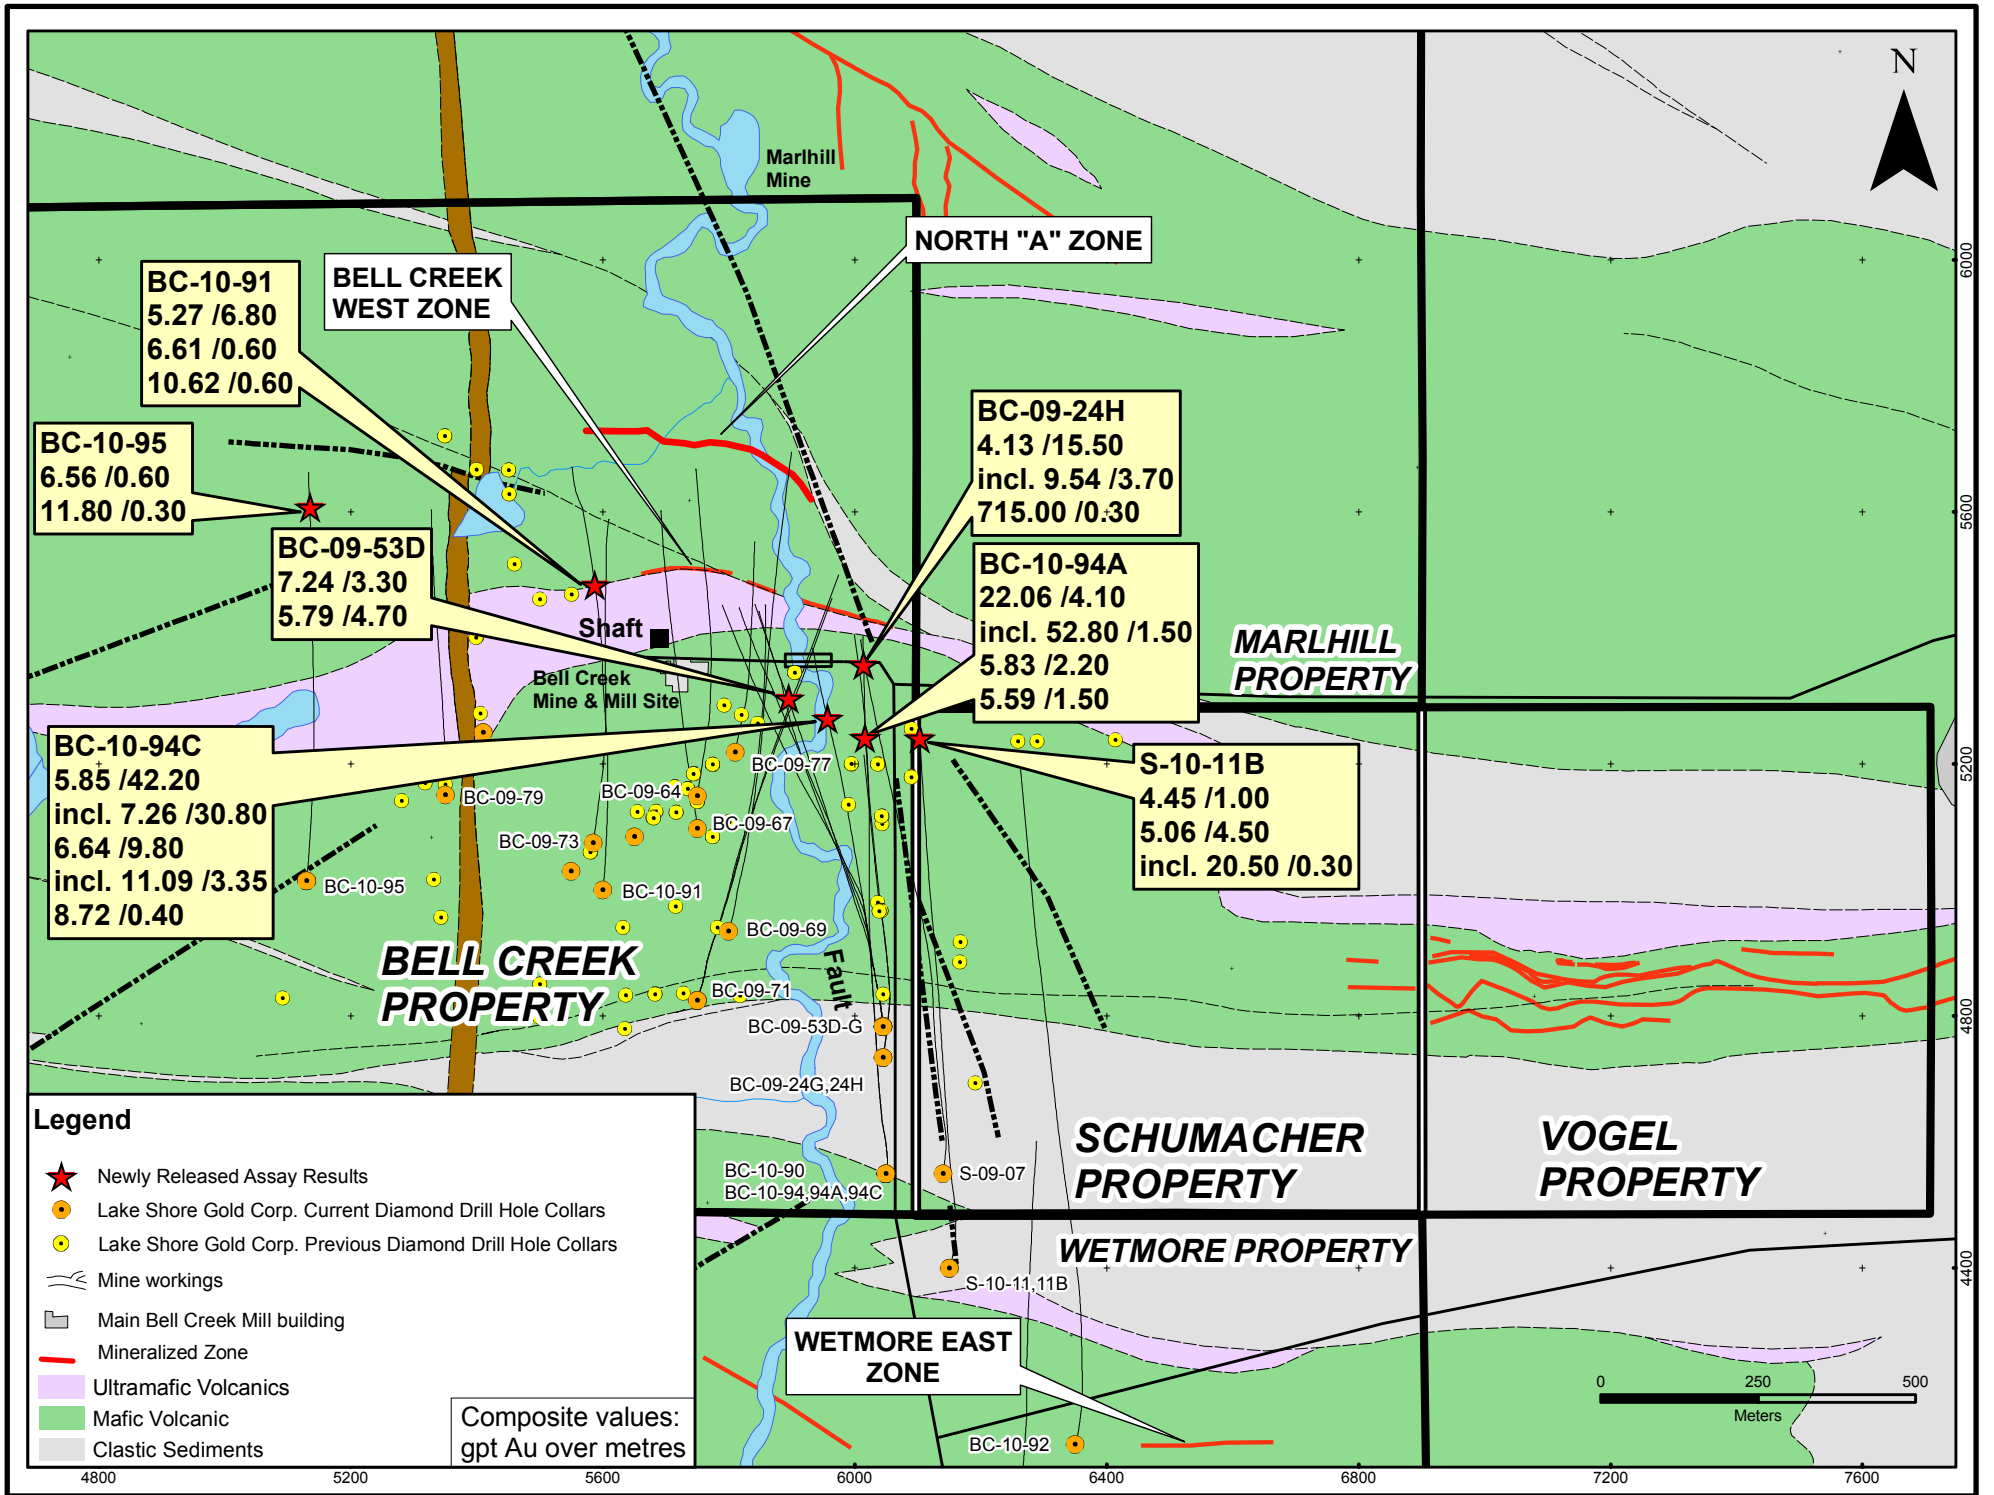 N
Marlhill
Mine
NORTH "A" ZONE
BELL CREEK
WEST ZONE
BC-10-91
5.27 /6.80
6.61 /0.60
10.62 /0.60
BC-10-95
6.56 /0.60
11.80 /0.30
BC-09-24H
4.13 /15.50
incl. 9.54 /3.70
715.00 /0.30
BC-09-53D
7.24 /3.30
5.79 /4.70
BC-10-94A
22.06 /4.10
incl. 52.80 /1.50
5.83 /2.20
5.59 /1.50
Shaft
MARLHILL
PROPERTY
Bell Creek
Mine & Mill Site
BC-10-94C
5.85 /42.20
incl. 7.26 /30.80
6.64 /9.80
incl. 11.09 /3.35
8.72 /0.40
S-10-11B
4.45 /1.00
5.06 /4.50
incl. 20.50 /0.30
BC-09-77
BC-09-79
BC-09-64
BC-09-67
BC-09-73
BC-10-95
BC-10-91
BC-09-69
BELL CREEK
PROPERTY
Fault
BC-09-71
BC-09-53D-G
BC-09-24G,24H
BC-10-90
BC-10-94,94A,94C
S-09-07
SCHUMACHER
PROPERTY
VOGEL
PROPERTY
WETMORE PROPERTY
S-10-11,11B
WETMORE EAST
ZONE
BC-10-92
Legend
Newly Released Assay Results
Lake Shore Gold Corp. Current Diamond Drill Hole Collars
Lake Shore Gold Corp. Previous Diamond Drill Hole Collars
Mine workings
Main Bell Creek Mill building
Mineralized Zone
Ultramafic Volcanics
Mafic Volcanic
Clastic Sediments
Composite values:
gpt Au over metres
0 250 500
Meters
6000
5600
5200
4800
4400
4800 5200 5600 6000 6400 6800 7200 7600